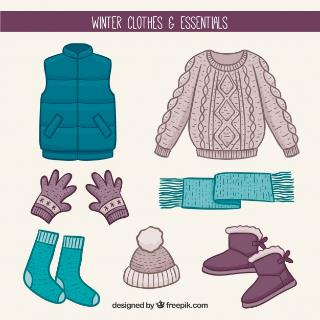 WINTER CLOTHES & ESSENTIALS
designed by freepik.com